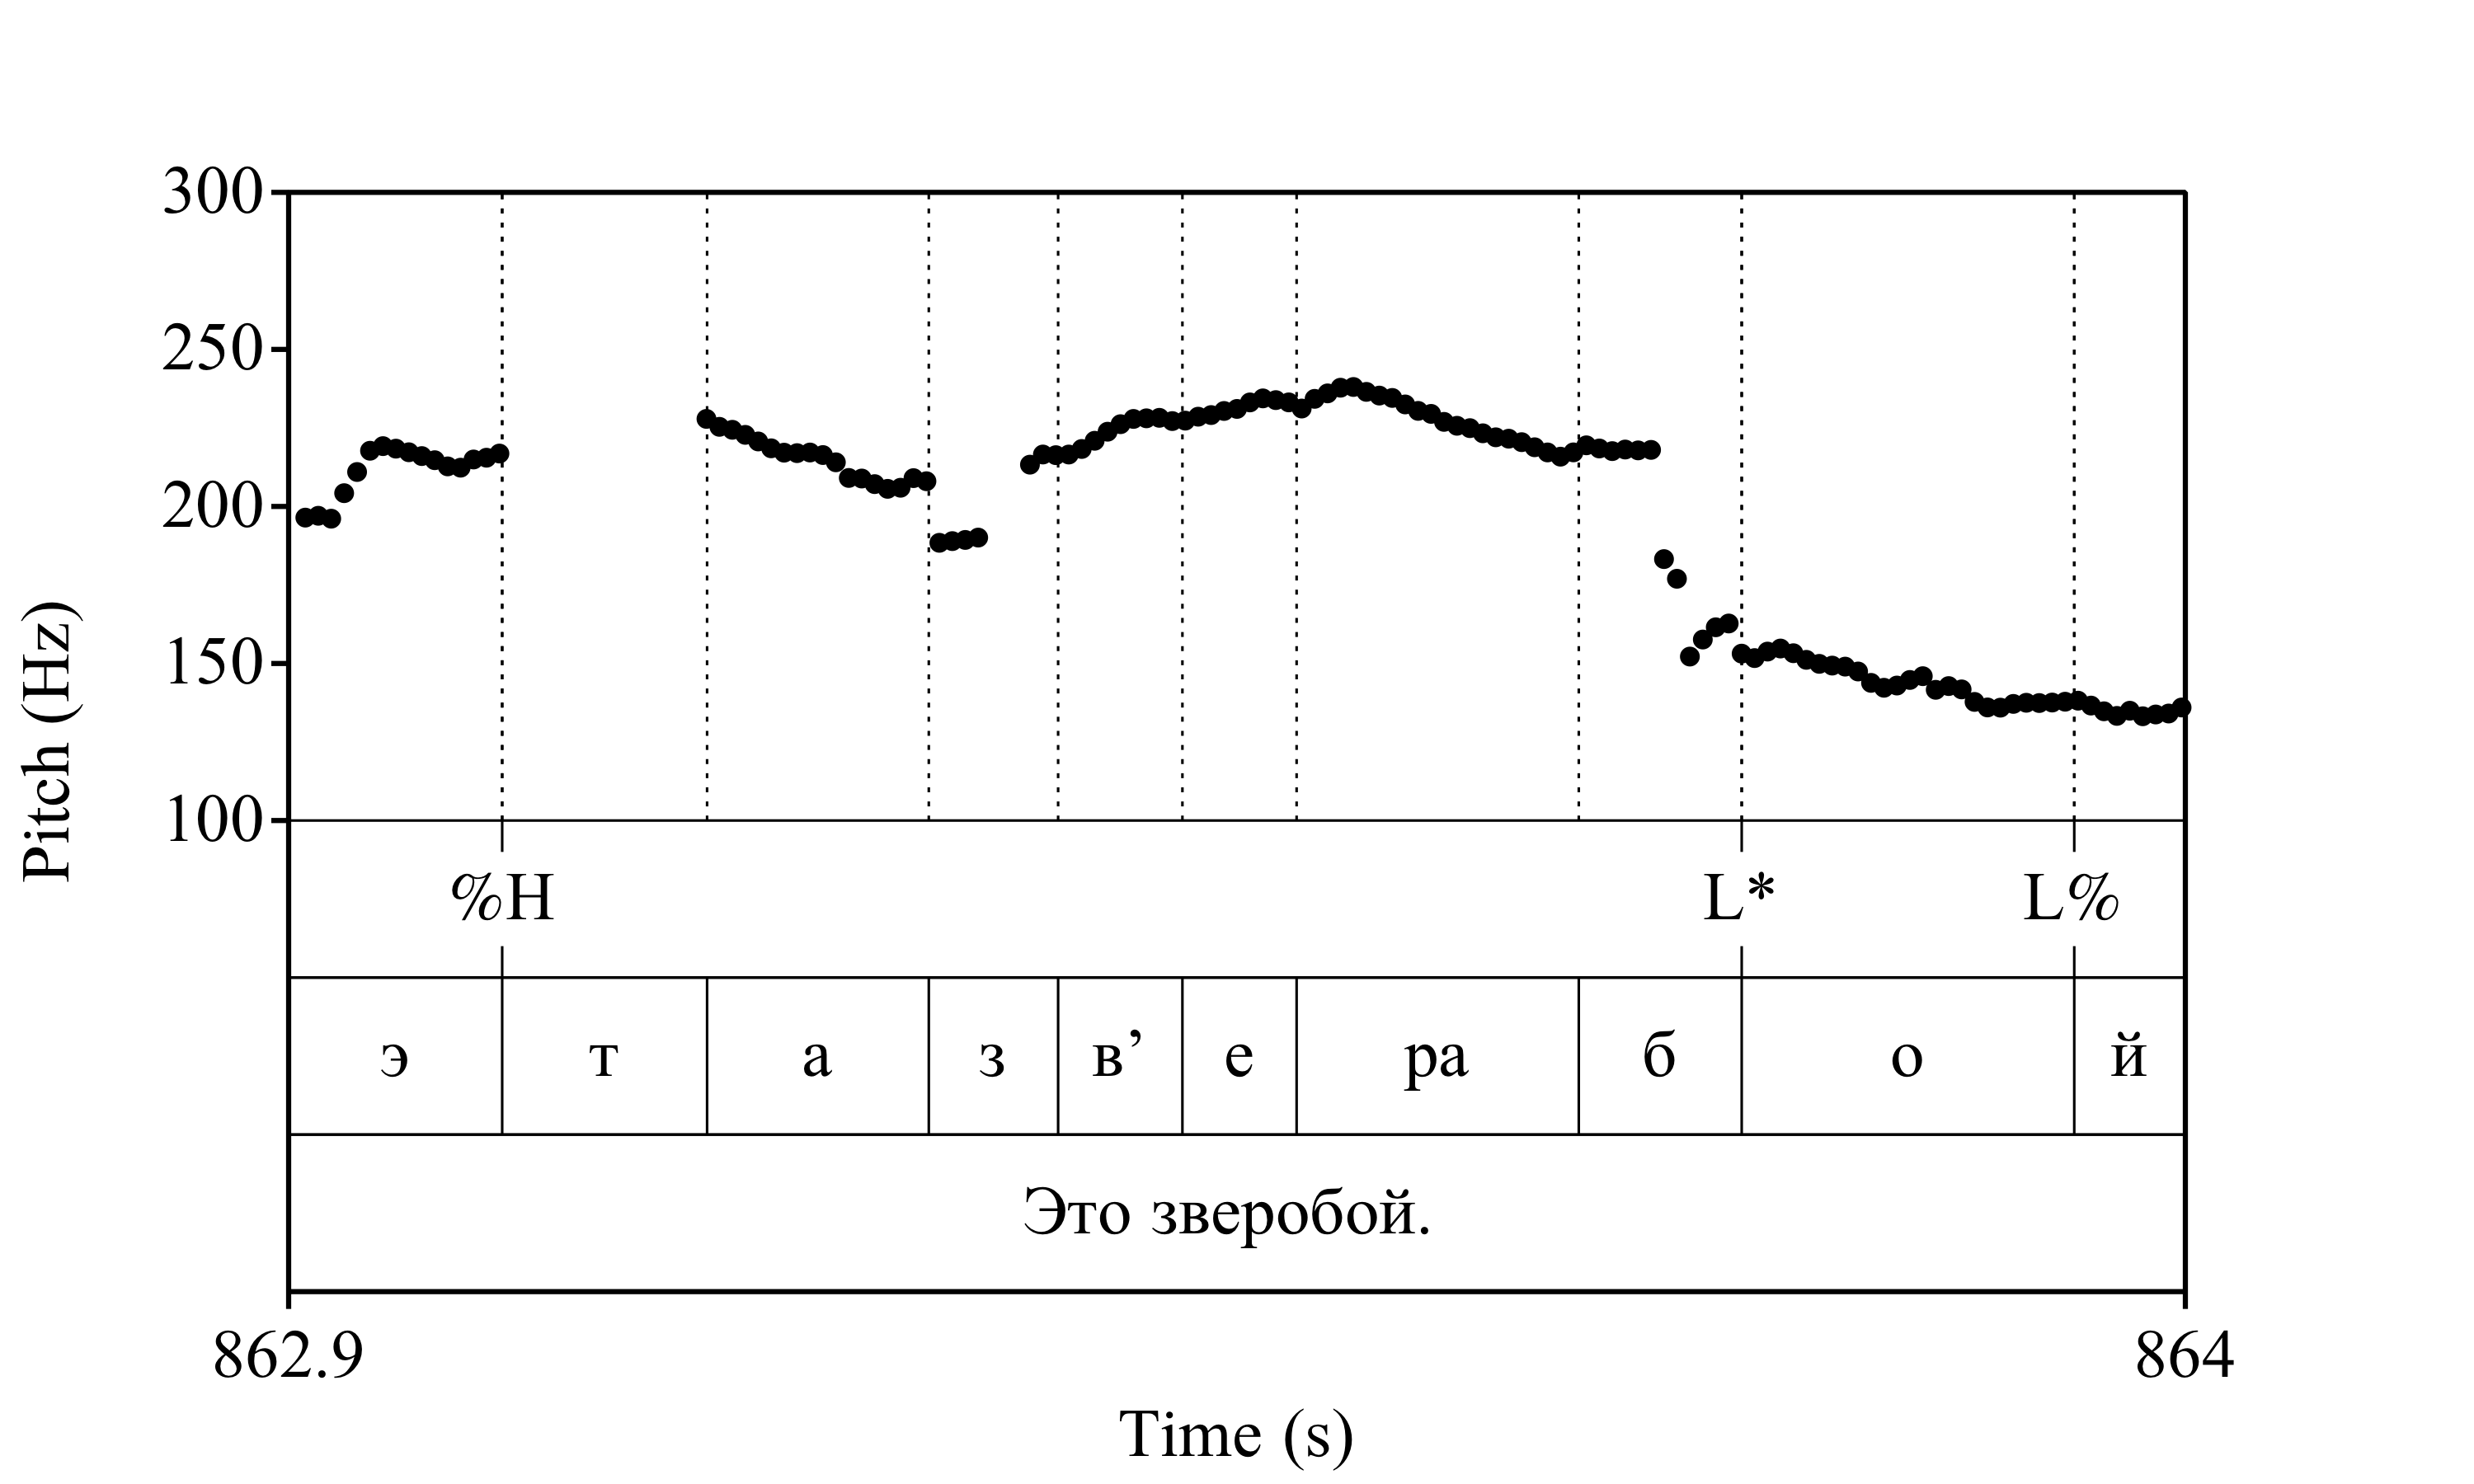 300
250
200
150
100
Pitch (Hz)
%H L* L%
э т а з в’ е ра б о й
Это зверобой.
862.9 864
Time (s)